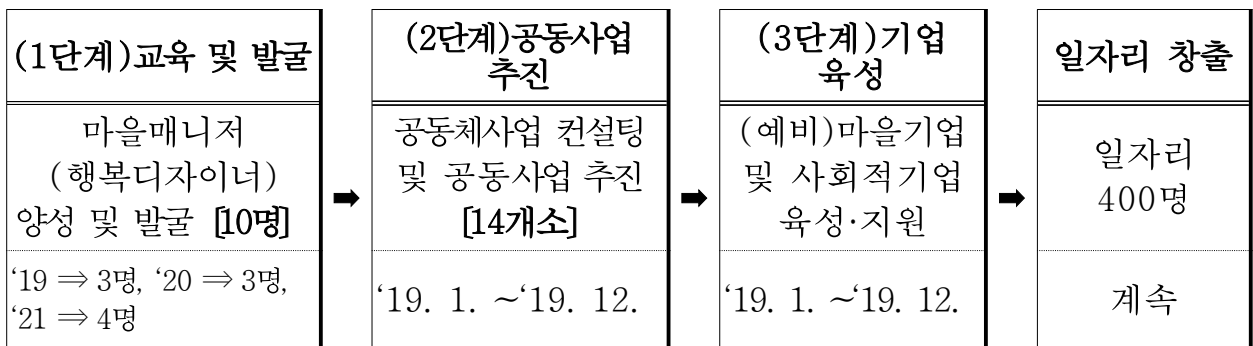 (1단계)교육 및 발굴
마을매니저
(행복디자이너)
양성 및 발굴 [10명]
‘19 ⇒ 3명, ‘20 ⇒ 3명,
‘21 ⇒ 4명
➡
(2단계)공동사업
추진
공동체사업 컨설팅
및 공동사업 추진
[14개소]
‘19. 1. ~‘19. 12.
➡
(3단계)기업
육성
(예비)마을기업
및 사회적기업
육성·지원
‘19. 1. ~‘19. 12.
➡
일자리 창출
일자리
400명
계속